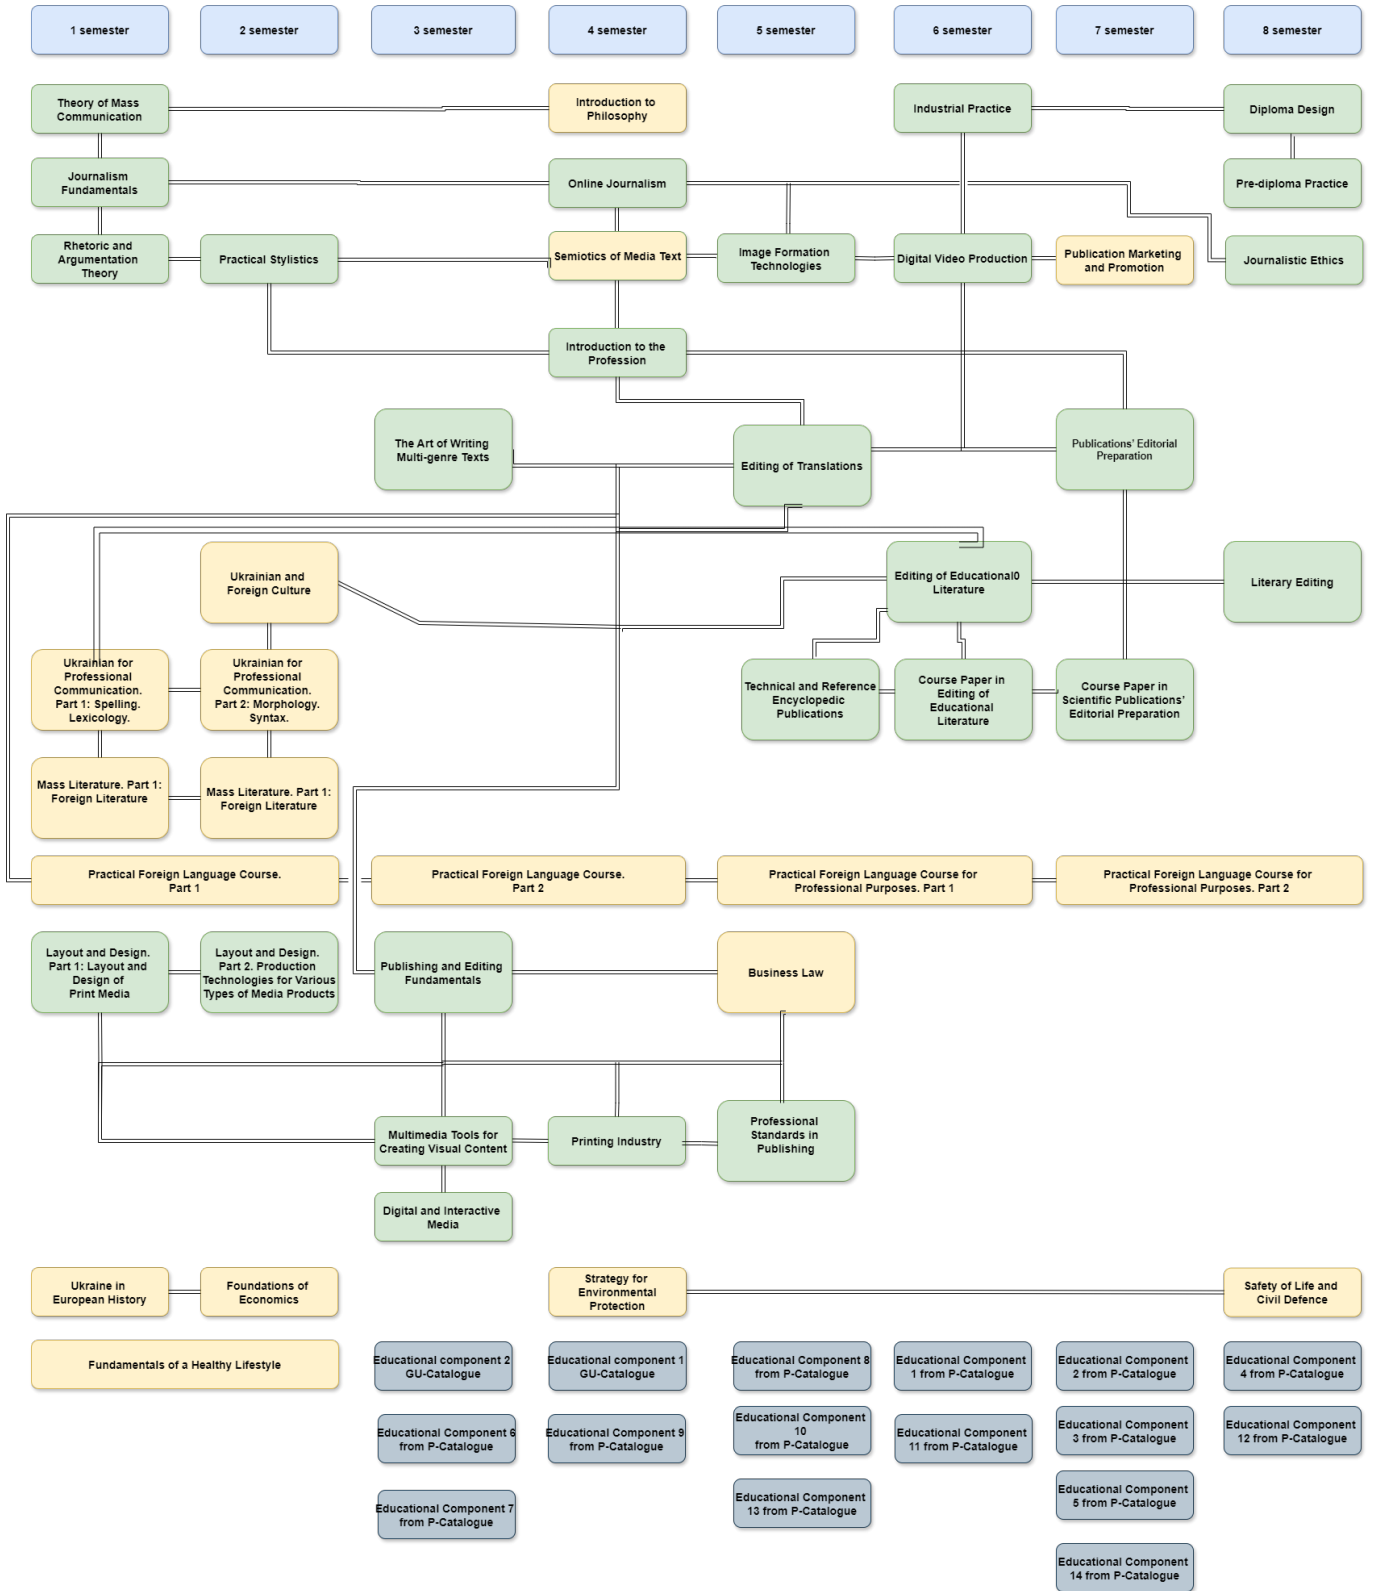 1 semester
2 semester
3 semester
4 semester
5 semester
6 semester
7 semester
8 semester
Theory of Mass
Communication
Introduction to
Philosophy
Industrial Practice
Diploma Design
Journalism
Fundamentals
Online Journalism
Pre-diploma Practice
Rhetoric and
Argumentation
Theory
Practical Stylistics
Semiotics of Media Text
Image Formation
Technologies
Digital Video Production
Publication Marketing
and Promotion
Journalistic Ethics
Introduction to the
Profession
The Art of Writing
Multi-genre Texts
Editing of Translations
Publications' Editorial
Preparation
Ukrainian and
Foreign Culture
Editing of Educational0
Literature
Literary Editing
Ukrainian for
Professional
Communication.
Part 1: Spelling.
Lexicology.
Ukrainian for
Professional
Communication.
Part 2: Morphology.
Syntax.
Technical and Reference
Encyclopedic
Publications
Course Paper in
Editing of
Educational
Literature
Course Paper in
Scientific Publications'
Editorial Preparation
Mass Literature. Part 1:
Foreign Literature
Mass Literature. Part 1:
Foreign Literature
Practical Foreign Language Course.
Part 1
Practical Foreign Language Course.
Part 2
Practical Foreign Language Course for
Professional Purposes. Part 1
Practical Foreign Language Course for
Professional Purposes. Part 2
Layout and Design.
Part 1: Layout and
Design of
Print Media
Layout and Design.
Part 2. Production
Technologies for Various
Types of Media Products
Publishing and Editing
Fundamentals
Business Law
Multimedia Tools for
Creating Visual Content
Printing Industry
Professional
Standards in
Publishing
Digital and Interactive
Media
Ukraine in
European History
Foundations of
Economics
Strategy for
Environmental
Protection
Safety of Life and
Civil Defence
Fundamentals of a Healthy Lifestyle
Educational component 2
GU-Catalogue
Educational component 1
GU-Catalogue
Educational Component 8
from P-Catalogue
Educational Component
1 from P-Catalogue
Educational Component
2 from P-Catalogue
Educational Component
4 from P-Catalogue
Educational Component 6
from P-Catalogue
Educational Component 9
from P-Catalogue
Educational Component
10
from P-Catalogue
Educational Component
11 from P-Catalogue
Educational Component
3 from P-Catalogue
Educational Component
12 from P-Catalogue
Educational Component 7
from P-Catalogue
Educational Component
13 from P-Catalogue
Educational Component
5 from P-Catalogue
Educational Component
14 from P-Catalogue